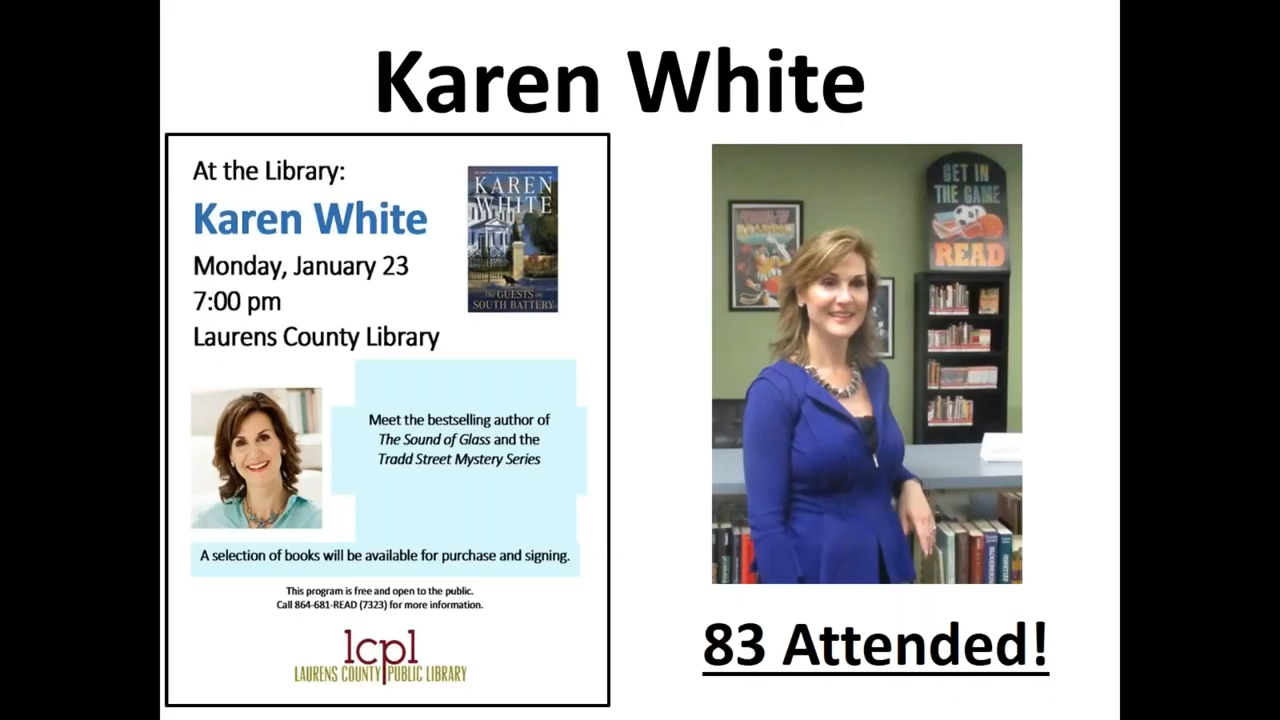 Karen White
At the Library:
Karen White
Monday, January 23
7:00 pm
Laurens County Library
KAREN
WHITE
The GUESTS on
SOUTH BATTERY
Meet the bestselling author of
The Sound of Glass and the
Tradd Street Mystery Series
A selection of books will be available for purchase and signing.
This program is free and open to the public.
Call 864-681-READ (7323) for more information.
lcpl
LAURENS COUNTY PUBLIC LIBRARY
GET IN
THE GAME
READ
83 Attended!